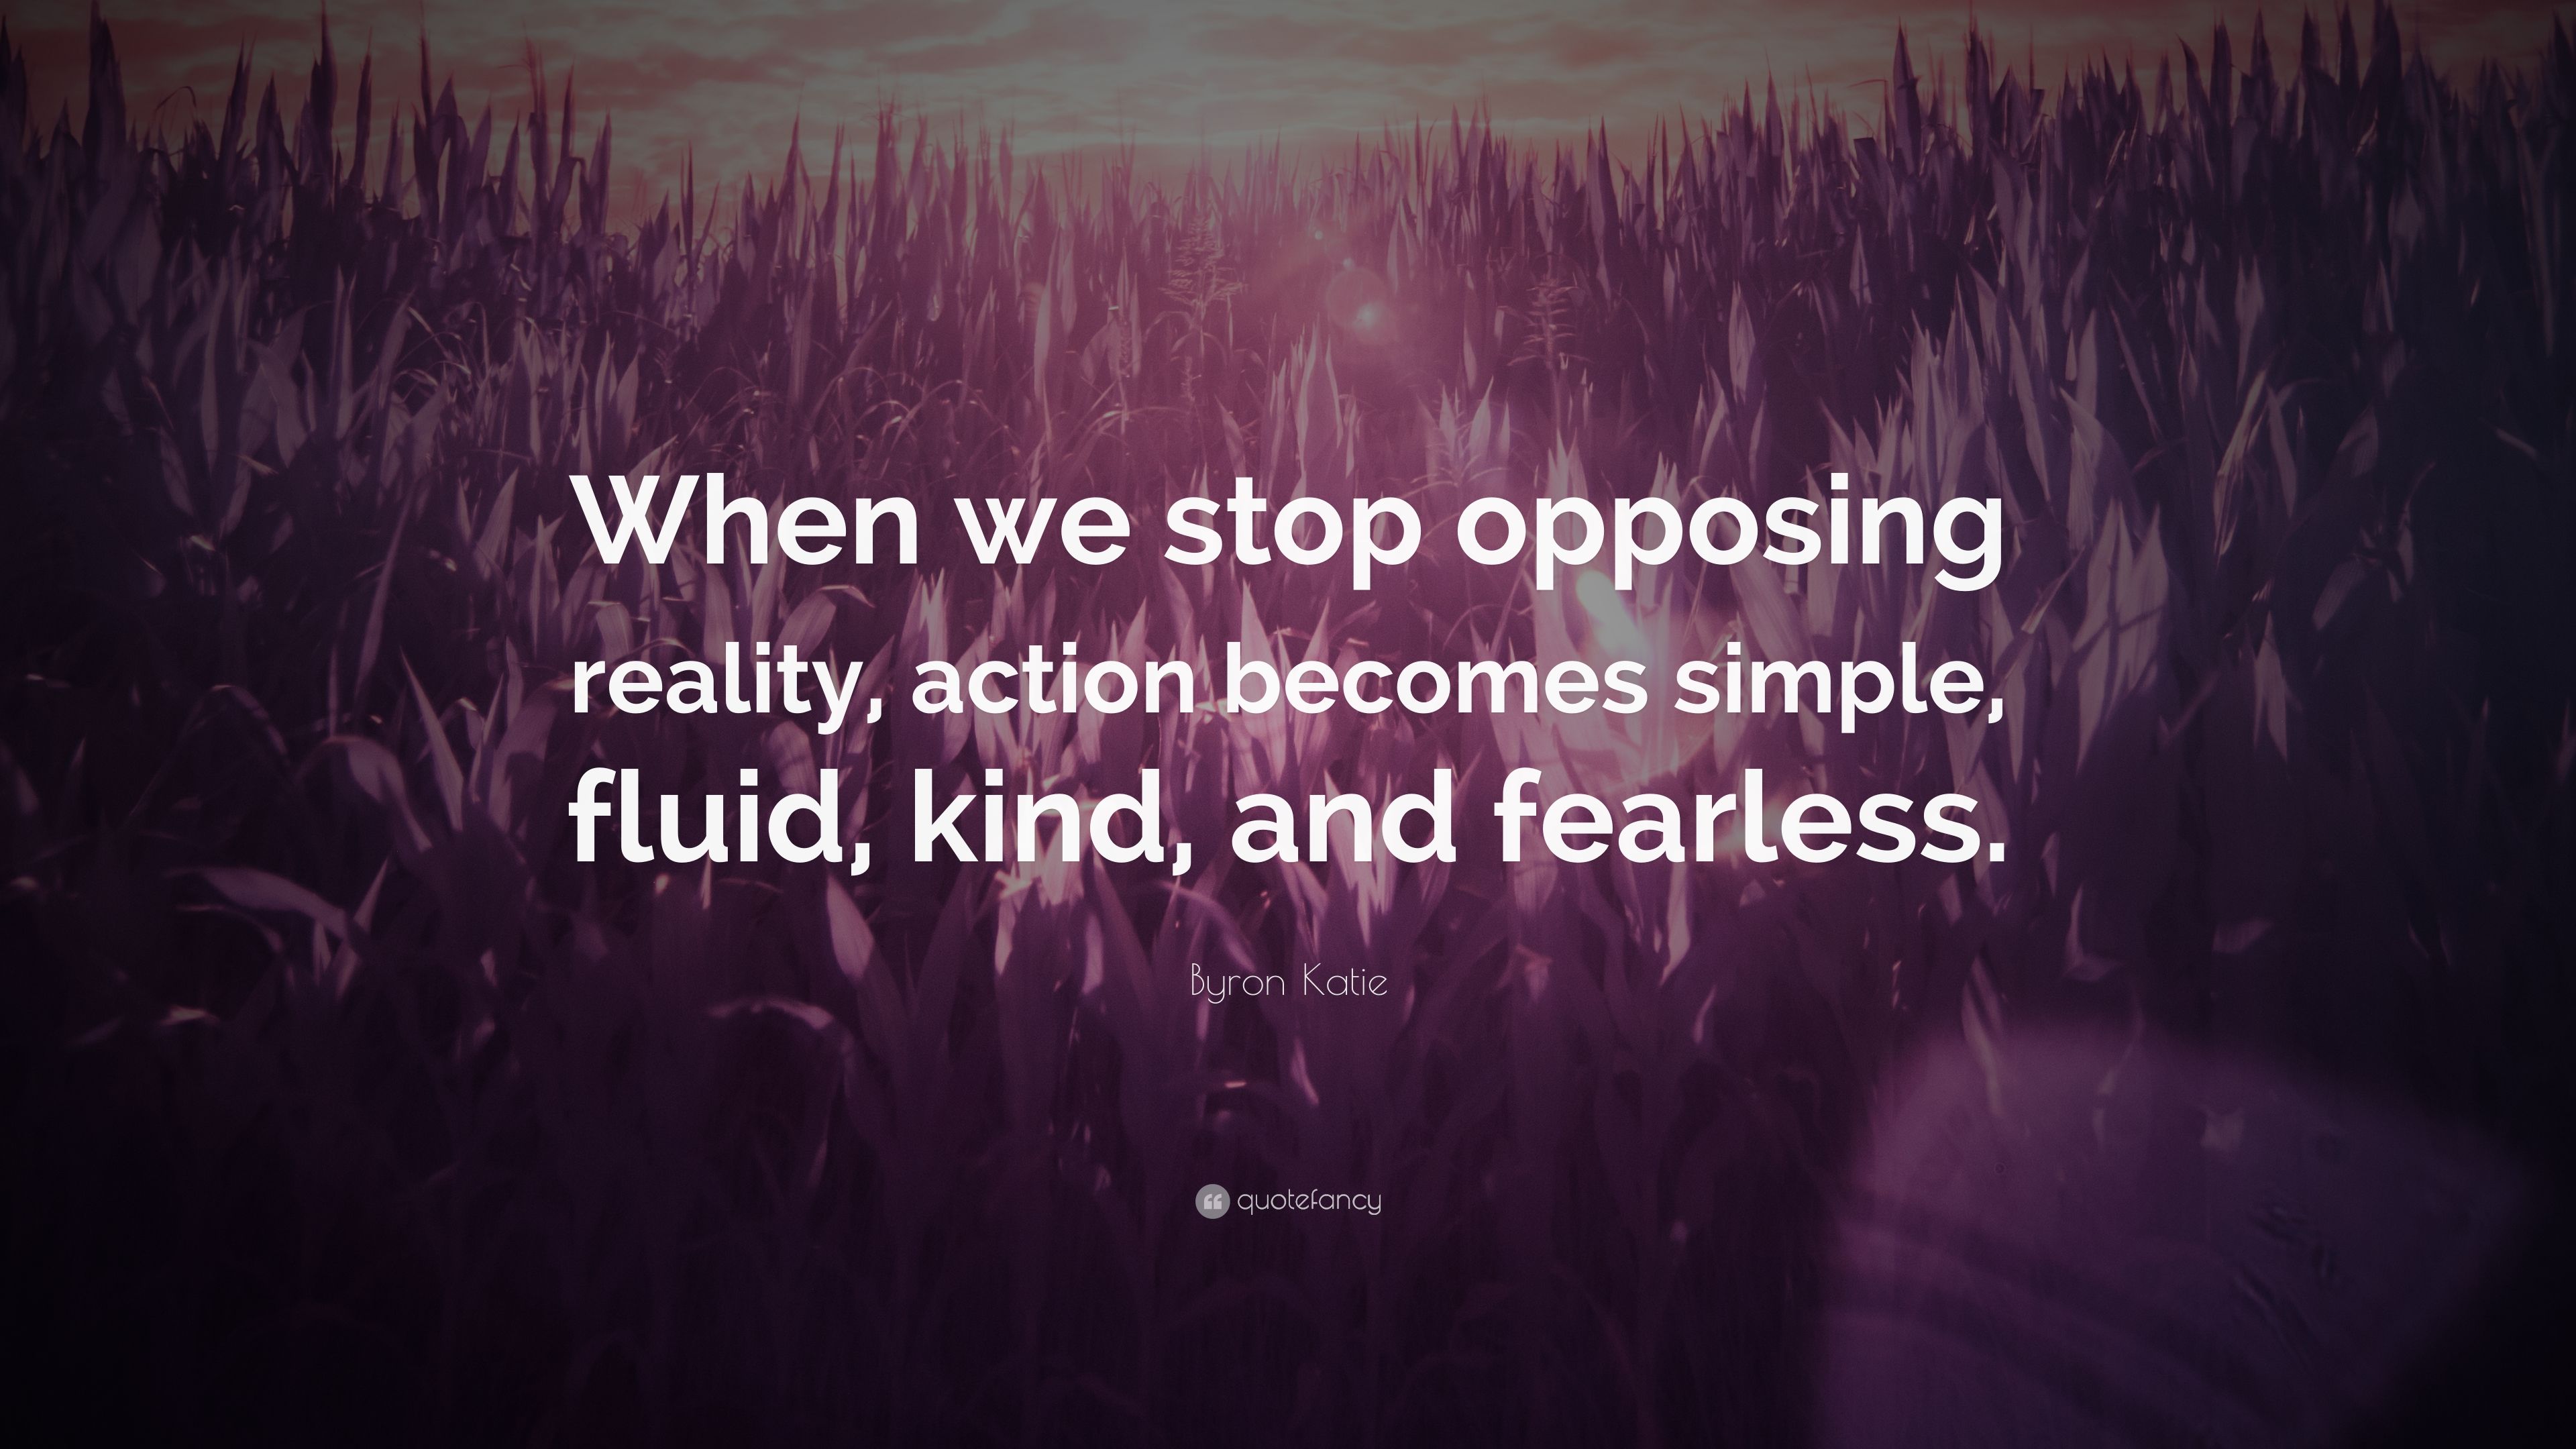 When we stop opposing
reality, action becomes simple,
fluid, kind, and fearless.
Byron Katie
quotefancy